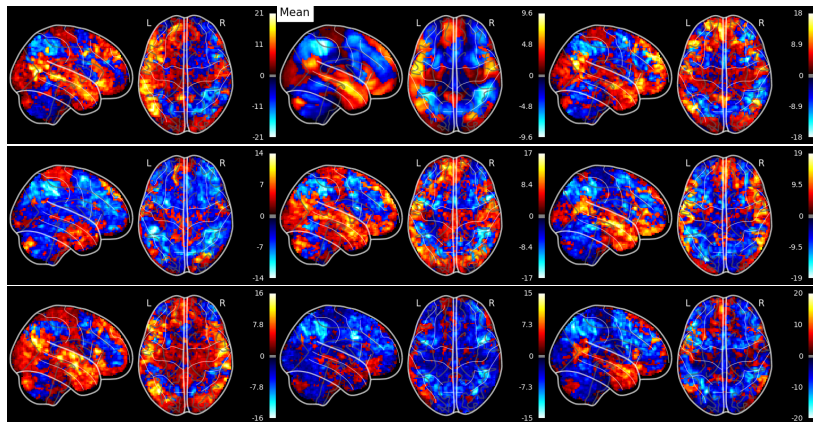 L R 21 11 0 -11 -21
Mean L R 9.6 4.8 0 -4.8 -9.6
L R 18 8.9 0 -8.9 -18
L R 14 7 0 -7 -14
L R 17 8.4 0 -8.4 -17
L R 19 9.5 0 -9.5 -19
L R 16 7.8 0 -7.8 -16
L R 15 7.3 0 -7.3 -15
L R 20 10 0 -10 -20